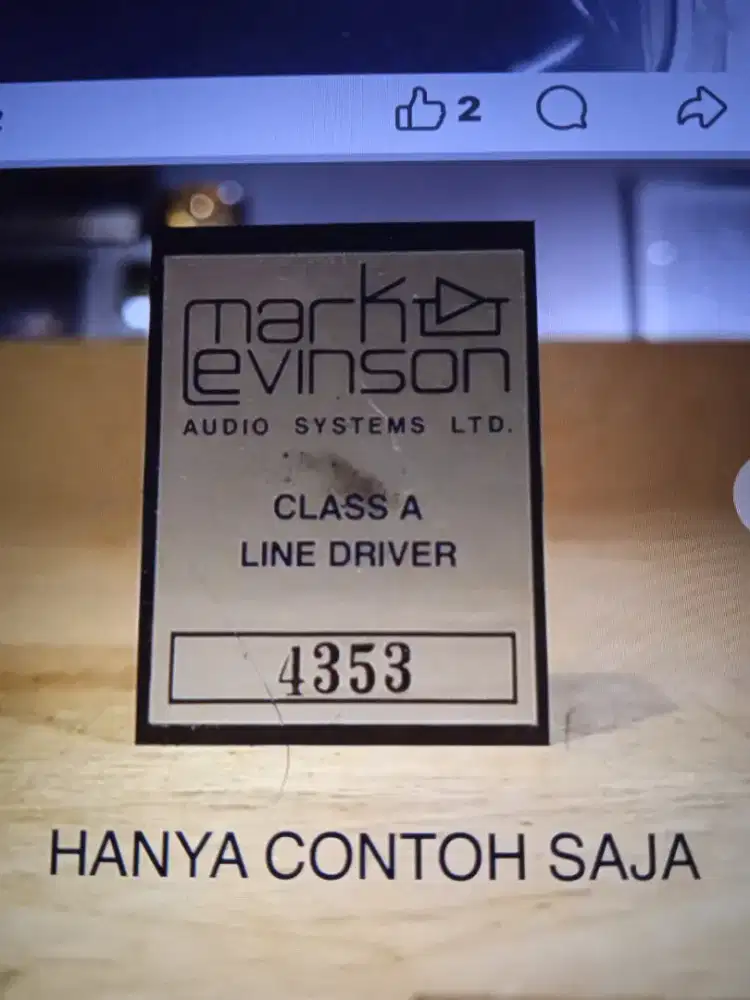 2
mark
Levinson
AUDIO SYSTEMS LTD.
CLASS A
LINE DRIVER
4353
HANYA CONTOH SAJA